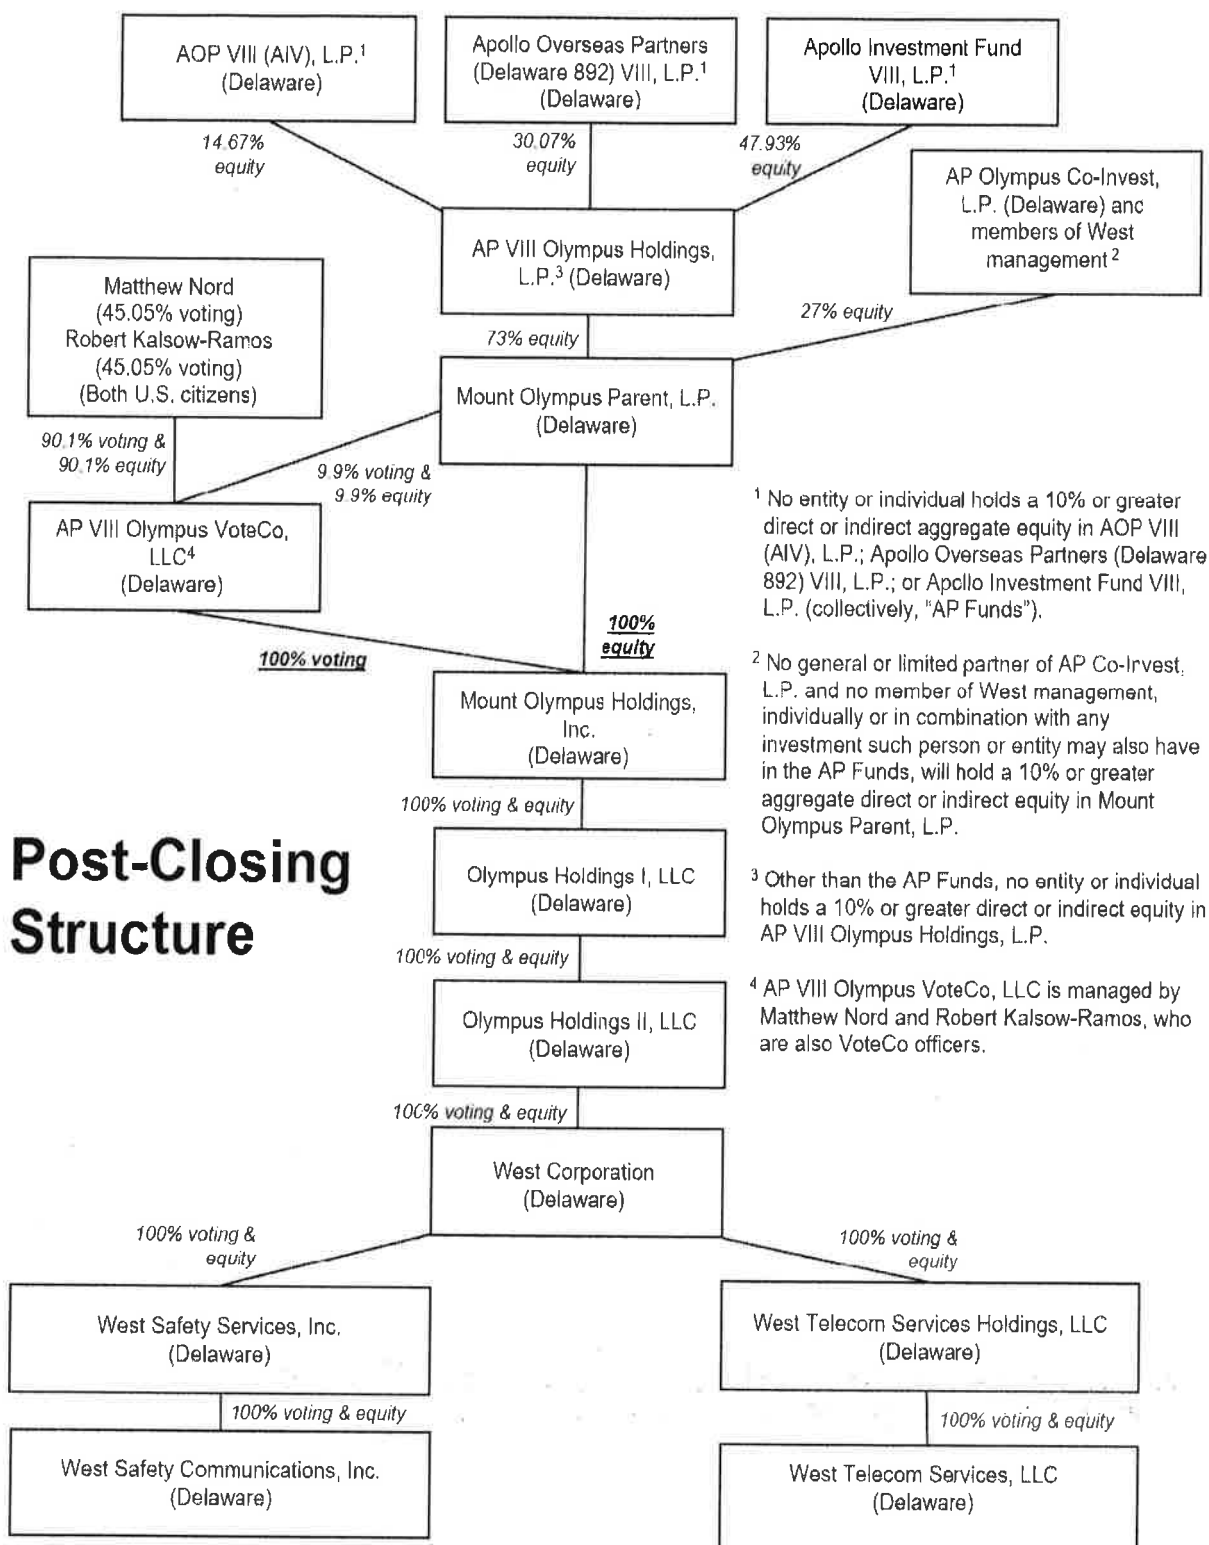 AOP VIII (AIV), L.P.¹
(Delaware)
Apollo Overseas Partners
(Delaware 892) VIII, L.P.¹
(Delaware)
Apollo Investment Fund
VIII, L.P.¹
(Delaware)
14.67%
equity
30.07%
equity
47.93%
equity
AP Olympus Co-Invest,
L.P. (Delaware) and
members of West
management²
AP VIII Olympus Holdings,
L.P.³ (Delaware)
Matthew Nord
(45.05% voting)
Robert Kalsow-Ramos
(45.05% voting)
(Both U.S. citizens)
27% equity
73% equity
Mount Olympus Parent, L.P.
(Delaware)
90.1% voting &
90.1% equity
9.9% voting &
9.9% equity
AP VIII Olympus VoteCo,
LLC⁴
(Delaware)
100% voting
100%
equity
¹ No entity or individual holds a 10% or greater
direct or indirect aggregate equity in AOP VIII
(AIV), L.P.; Apollo Overseas Partners (Delaware
892) VIII, L.P.; or Apollo Investment Fund VIII,
L.P. (collectively, "AP Funds").
² No general or limited partner of AP Co-Invest,
L.P. and no member of West management,
individually or in combination with any
investment such person or entity may also have
in the AP Funds, will hold a 10% or greater
aggregate direct or indirect equity in Mount
Olympus Parent, L.P.
³ Other than the AP Funds, no entity or individual
holds a 10% or greater direct or indirect equity in
AP VIII Olympus Holdings, L.P.
⁴ AP VIII Olympus VoteCo, LLC is managed by
Matthew Nord and Robert Kalsow-Ramos, who
are also VoteCo officers.
Mount Olympus Holdings,
Inc.
(Delaware)
100% voting & equity
Post-Closing
Structure
Olympus Holdings I, LLC
(Delaware)
100% voting & equity
Olympus Holdings II, LLC
(Delaware)
100% voting & equity
West Corporation
(Delaware)
100% voting &
equity
100% voting &
equity
West Safety Services, Inc.
(Delaware)
West Telecom Services Holdings, LLC
(Delaware)
100% voting & equity
100% voting & equity
West Safety Communications, Inc.
(Delaware)
West Telecom Services, LLC
(Delaware)